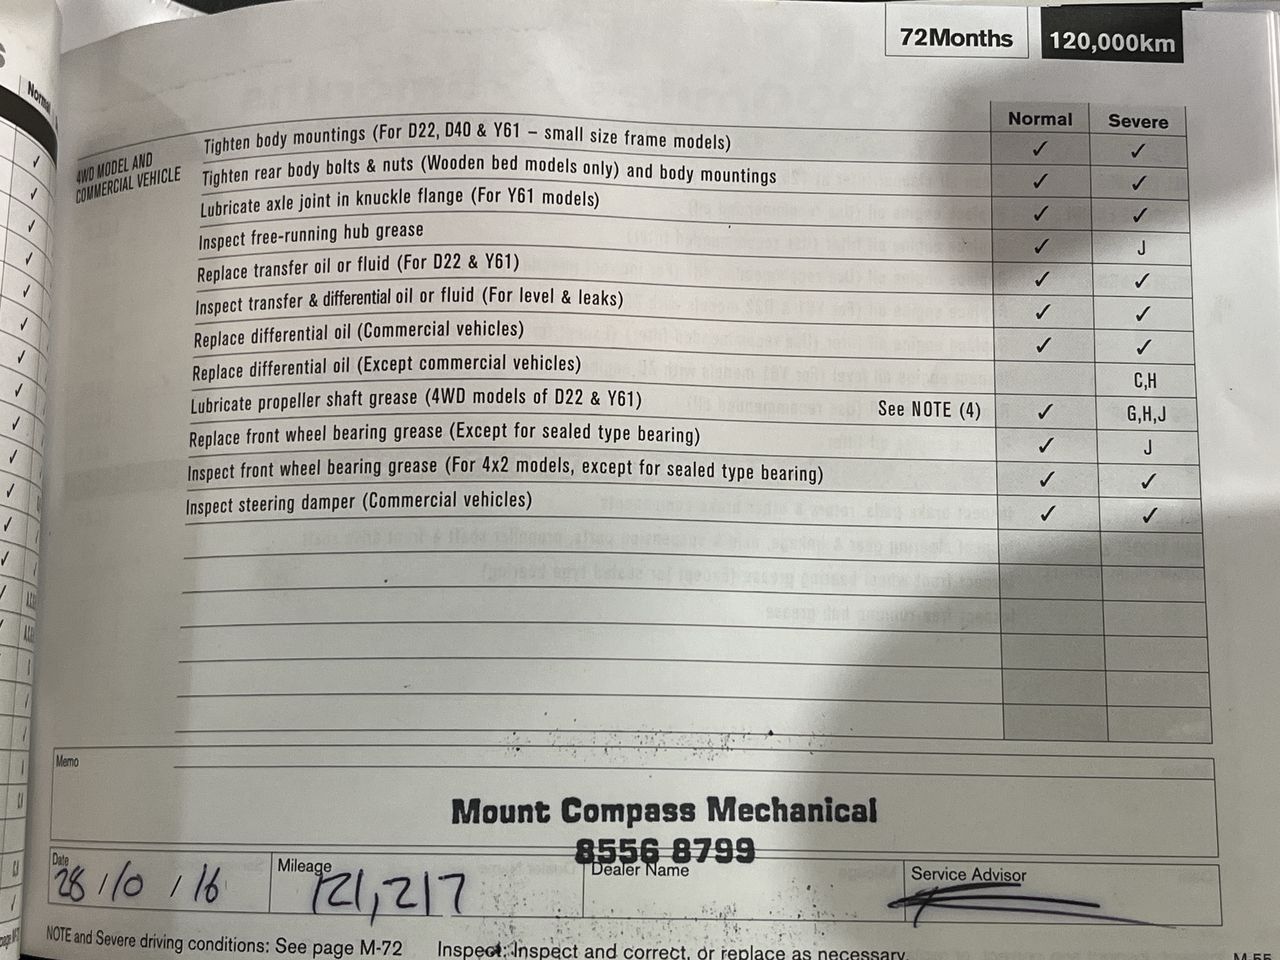 72Months 120,000km
Normal Severe
4WD MODEL AND
COMMERCIAL VEHICLE
Tighten body mountings (For D22, D40 & Y61 – small size frame models) ✓ ✓
Tighten rear body bolts & nuts (Wooden bed models only) and body mountings ✓ ✓
Lubricate axle joint in knuckle flange (For Y61 models) ✓ ✓
Inspect free-running hub grease ✓ J
Replace transfer oil or fluid (For D22 & Y61) ✓ ✓
Inspect transfer & differential oil or fluid (For level & leaks) ✓ ✓
Replace differential oil (Commercial vehicles) ✓ ✓
Replace differential oil (Except commercial vehicles) C,H
Lubricate propeller shaft grease (4WD models of D22 & Y61) See NOTE (4) ✓ G,H,J
Replace front wheel bearing grease (Except for sealed type bearing) ✓ J
Inspect front wheel bearing grease (For 4x2 models, except for sealed type bearing) ✓ ✓
Inspect steering damper (Commercial vehicles) ✓ ✓
Memo
Mount Compass Mechanical
8556 8799
Date Mileage Dealer Name Service Advisor
28/10/16 121,217
NOTE and Severe driving conditions: See page M-72 Inspect: Inspect and correct, or replace as necessary.
M-55